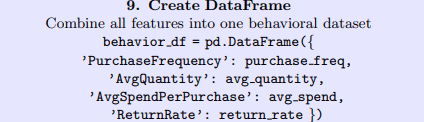 9. Create DataFrame
Combine all features into one behavioral dataset
behavior_df = pd.DataFrame({
'PurchaseFrequency': purchase_freq,
'AvgQuantity': avg_quantity,
'AvgSpendPerPurchase': avg_spend,
'ReturnRate': return_rate })